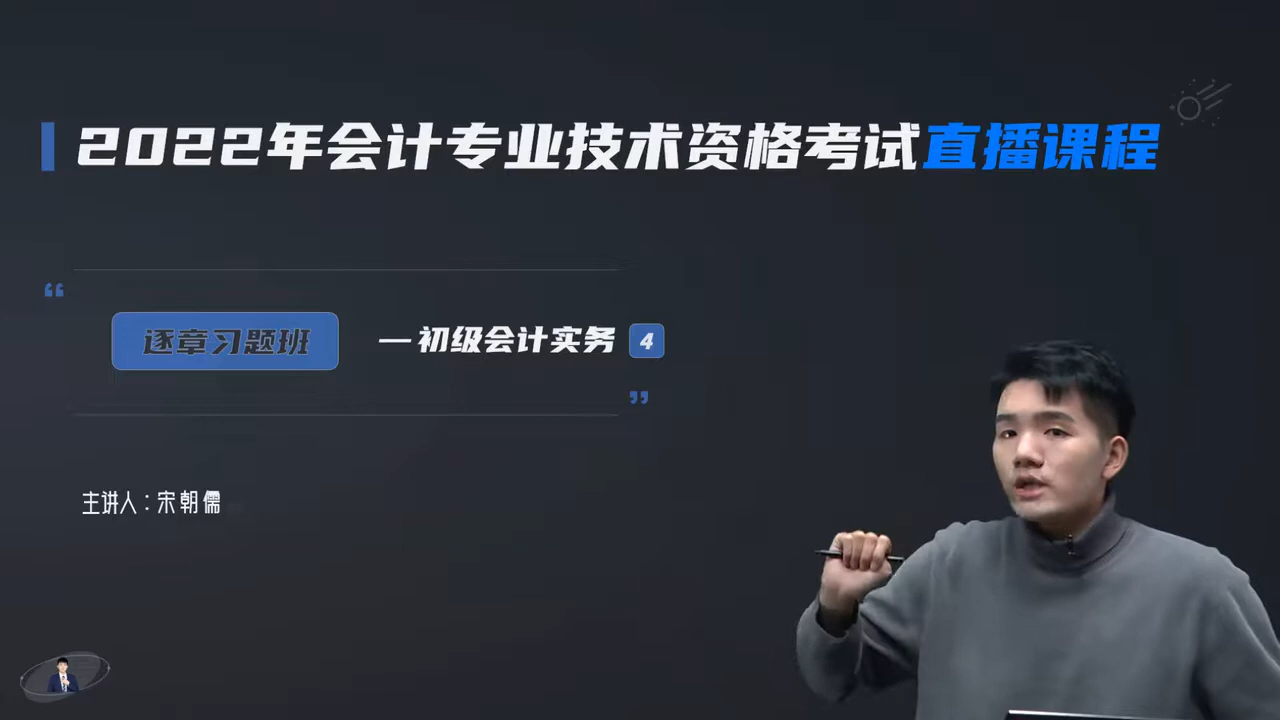 2022年会计专业技术资格考试直播课程
“
逐章习题班 —初级会计实务 4
”
主讲人：宋朝儒